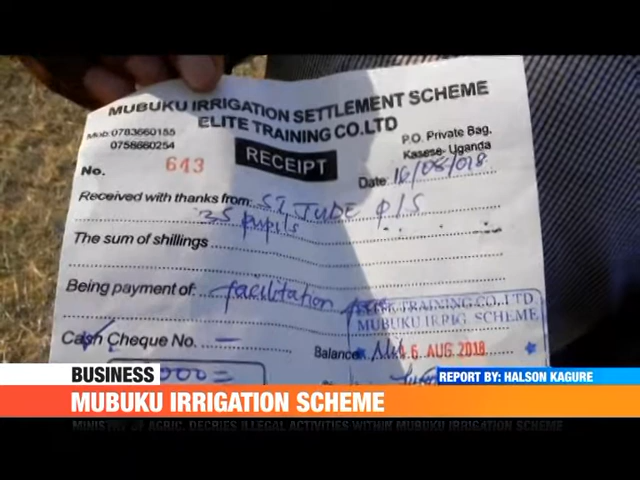 MUBUKU IRRIGATION SETTLEMENT SCHEME
ELITE TRAINING CO.LTD
Mob: 0783660155
0758660254
P.O. Private Bag,
Kasese- Uganda
No. 643
RECEIPT
Date: 16/08/018
Received with thanks from: ST. JUDE P/S
35 pupils
The sum of shillings
Being payment of: facilitation
ELITE TRAINING CO. LTD
MUBUKU IRRIG SCHEME
Cash Cheque No. —
Balance
16. AUG 2018
000=
BUSINESS
REPORT BY: HALSON KAGURE
MUBUKU IRRIGATION SCHEME
MINISTRY OF AGRIC. DECRIES ILLEGAL ACTIVITIES WITHIN MUBUKU IRRIGATION SCHEME